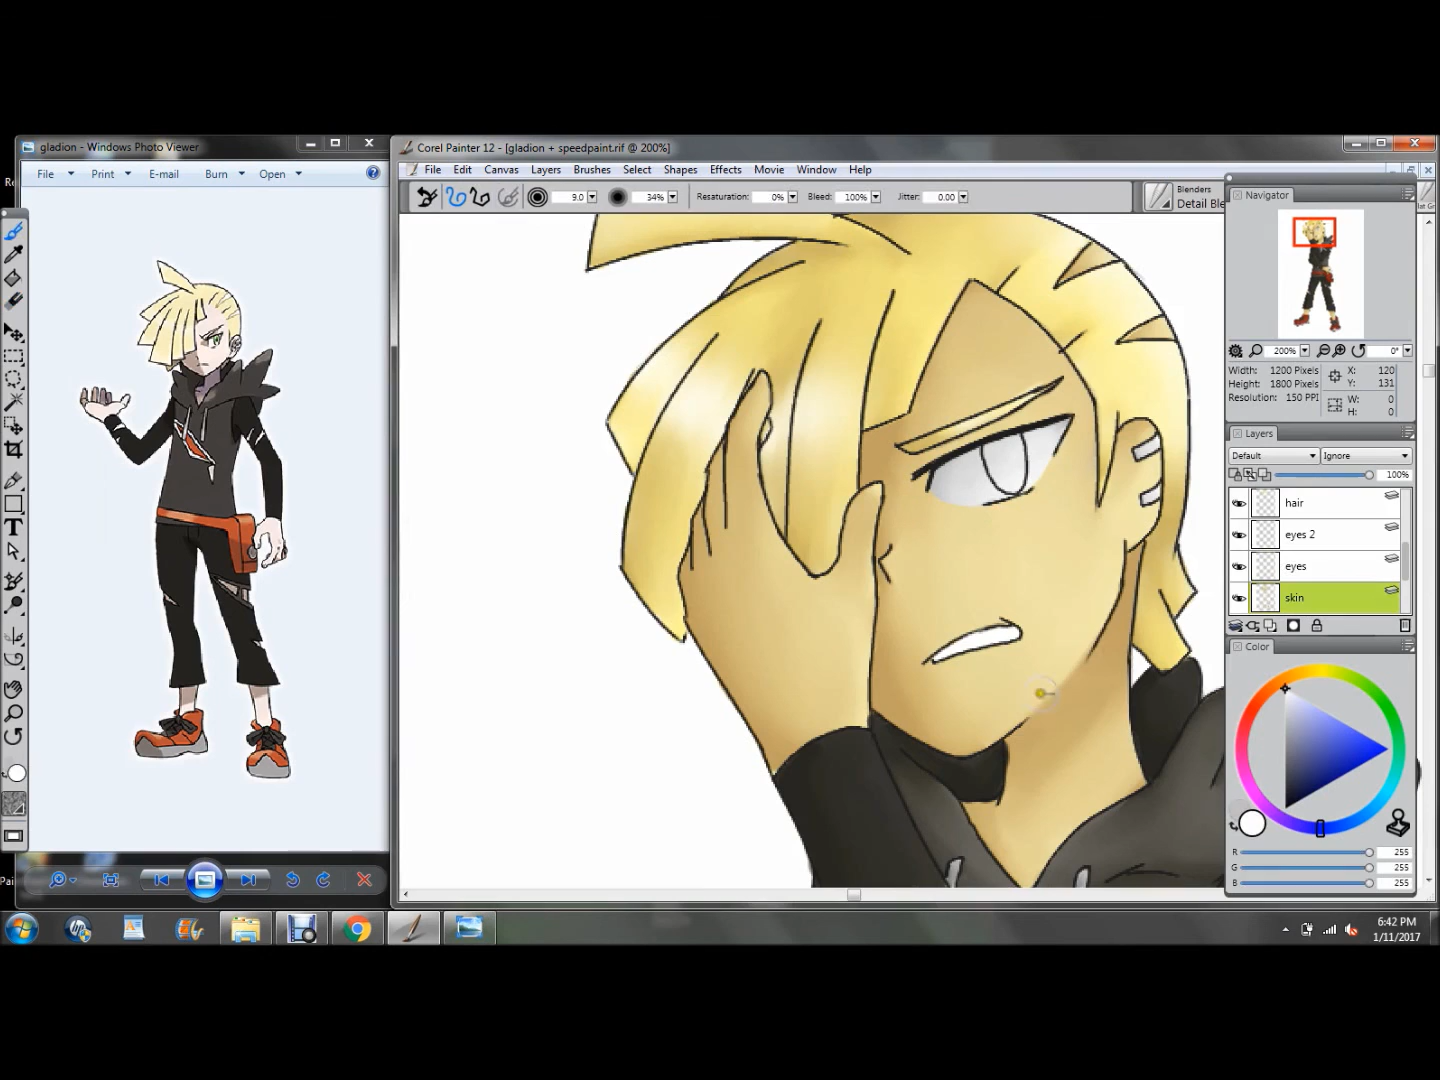 gladion - Windows Photo Viewer
File Print E-mail Burn Open
Corel Painter 12 - [gladion + speedpaint.rif @ 200%]
File Edit Canvas Layers Brushes Select Shapes Effects Movie Window Help
9.0 34% Resaturation: 0% Bleed: 100% Jitter: 0.00
Blenders
Detail Ble
Navigator
200% 0°
Width: 1200 Pixels
Height: 1800 Pixels
Resolution: 150 PPI
X: 120
Y: 131
W: 0
H: 0
Layers
Default Ignore
100%
hair
eyes 2
eyes
skin
Color
R 255
G 255
B 255
T
6:42 PM
1/11/2017